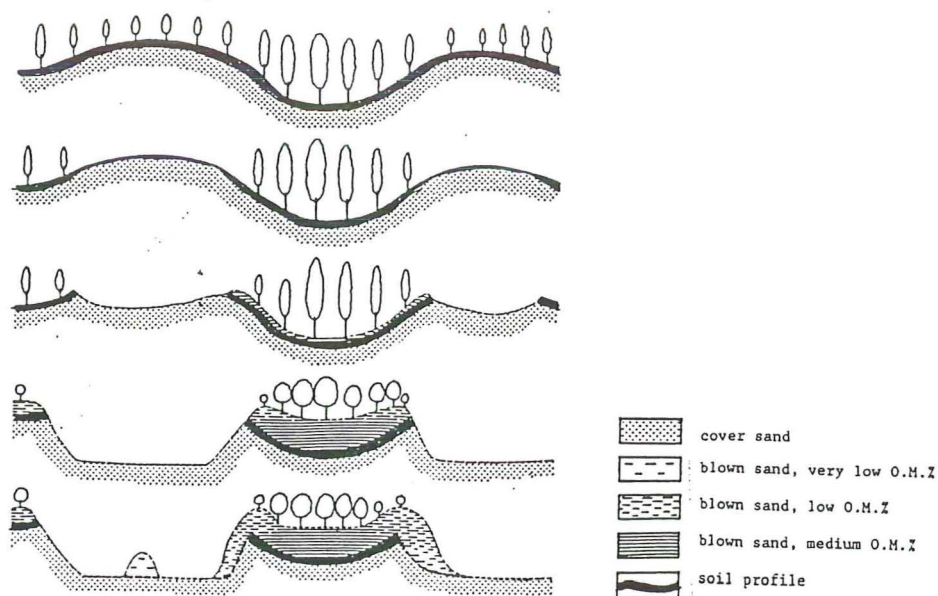 cover sand
blown sand, very low O.M.%
blown sand, low O.M.%
blown sand, medium O.M.%
soil profile